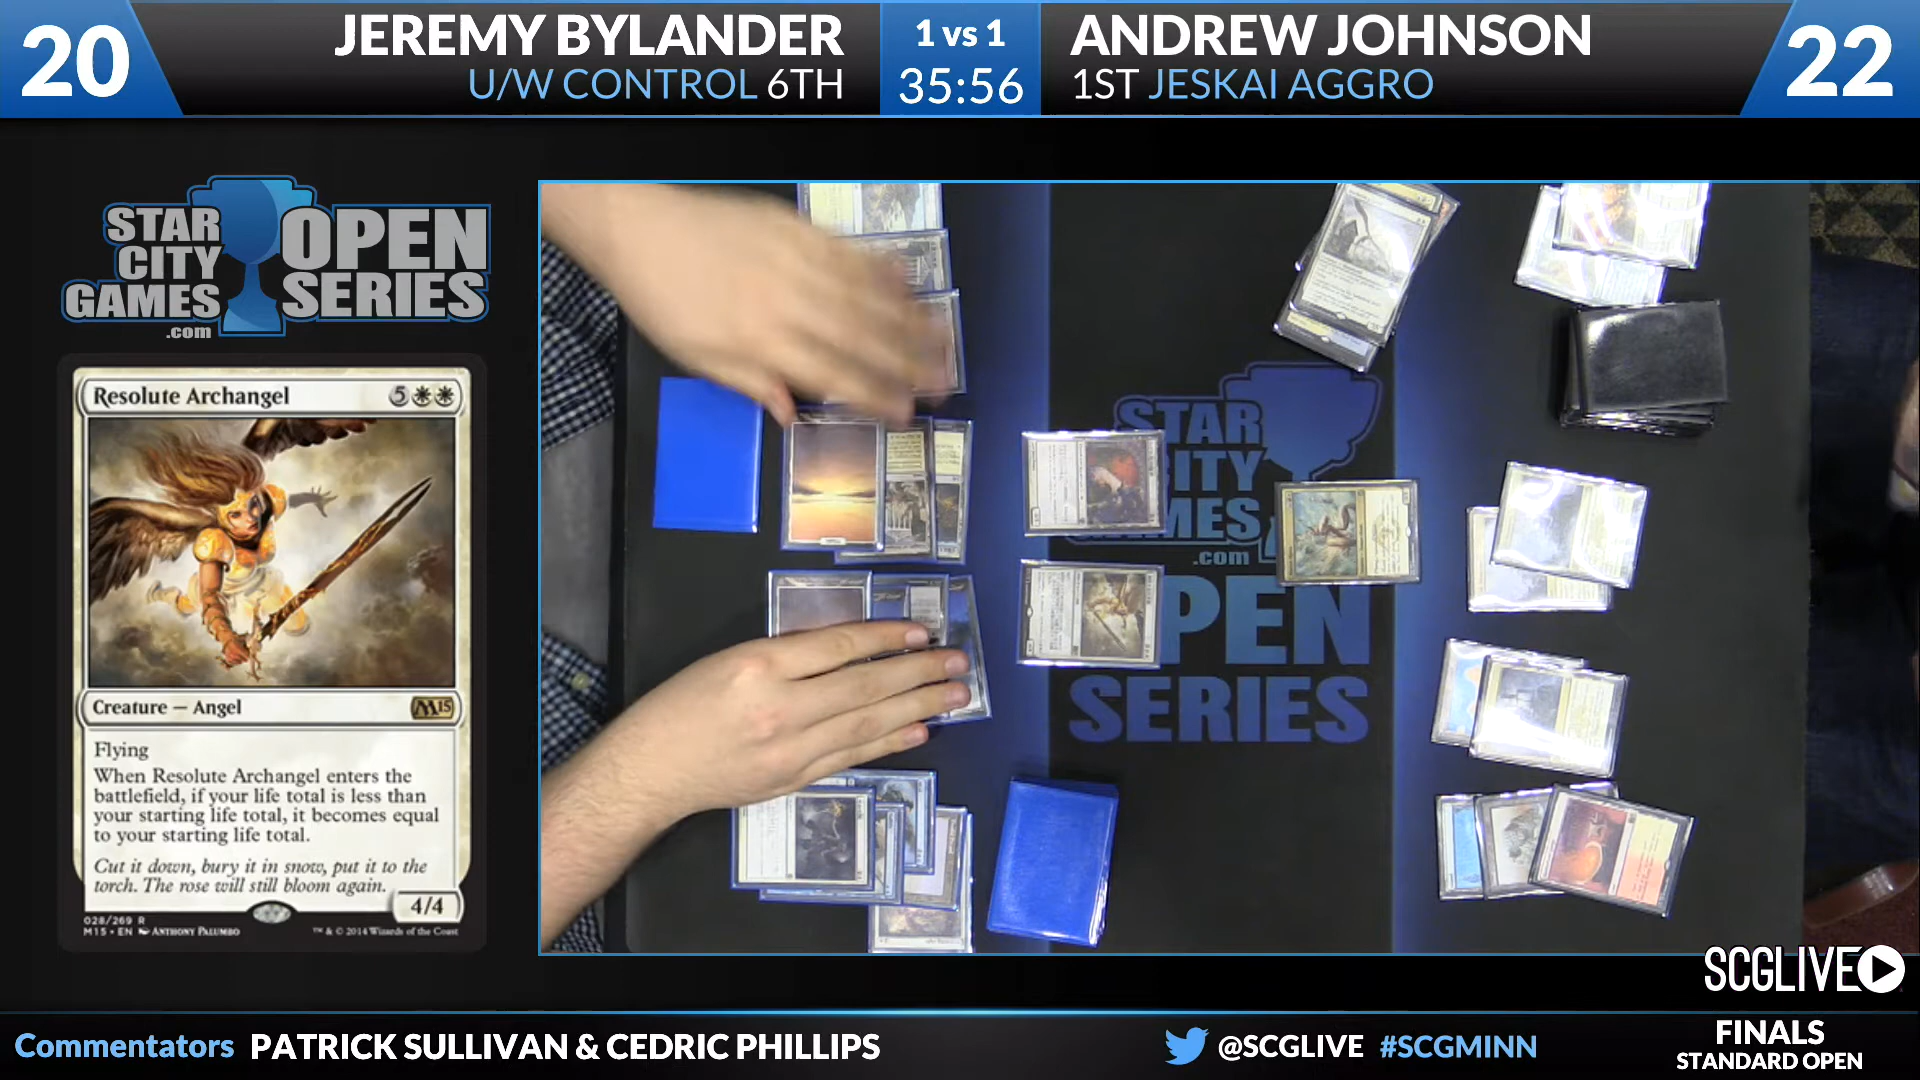 20
JEREMY BYLANDER
U/W CONTROL 6TH
1 vs 1
35:56
ANDREW JOHNSON
1ST JESKAI AGGRO
22
STAR CITY GAMES .com
OPEN SERIES
Resolute Archangel 5
Creature — Angel
M15
Flying
When Resolute Archangel enters the
battlefield, if your life total is less than
your starting life total, it becomes equal
to your starting life total.
Cut it down, bury it in snow, put it to the
torch. The rose will still bloom again.
4/4
028/269 R
M15 • EN ANTHONY PALUMBO
™ & © 2014 Wizards of the Coast
STAR
CITY
GAMES
.com
OPEN
SERIES
SCGLIVE
Commentators PATRICK SULLIVAN & CEDRIC PHILLIPS
@SCGLIVE #SCGMINN
FINALS
STANDARD OPEN